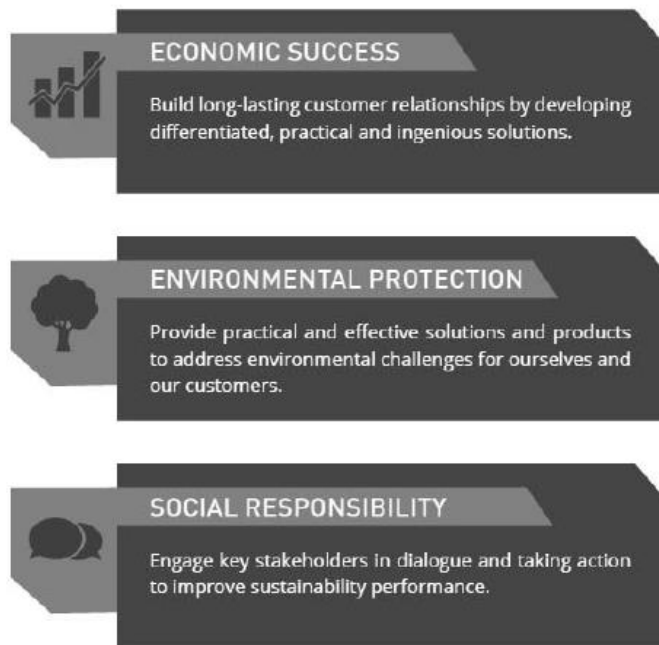 ECONOMIC SUCCESS
Build long-lasting customer relationships by developing
differentiated, practical and ingenious solutions.
ENVIRONMENTAL PROTECTION
Provide practical and effective solutions and products
to address environmental challenges for ourselves and
our customers.
SOCIAL RESPONSIBILITY
Engage key stakeholders in dialogue and taking action
to improve sustainability performance.